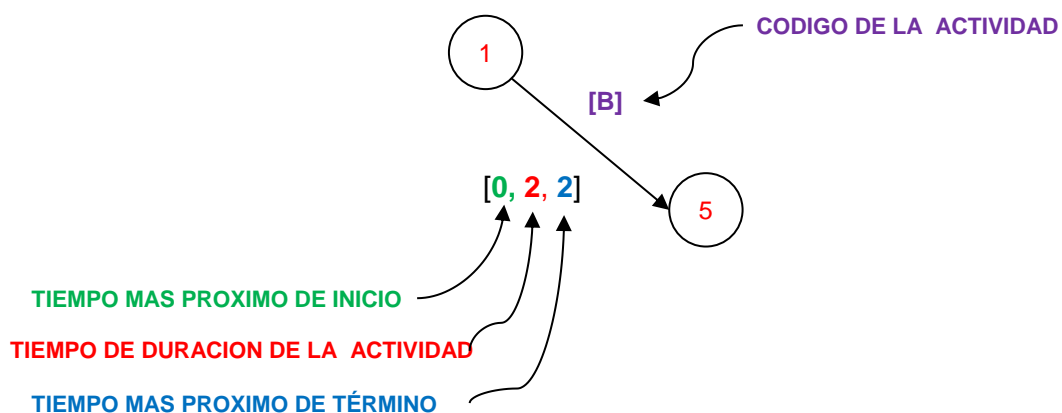 CODIGO DE LA ACTIVIDAD
1
[B]
[0, 2, 2]
5
TIEMPO MAS PROXIMO DE INICIO
TIEMPO DE DURACION DE LA ACTIVIDAD
TIEMPO MAS PROXIMO DE TÉRMINO